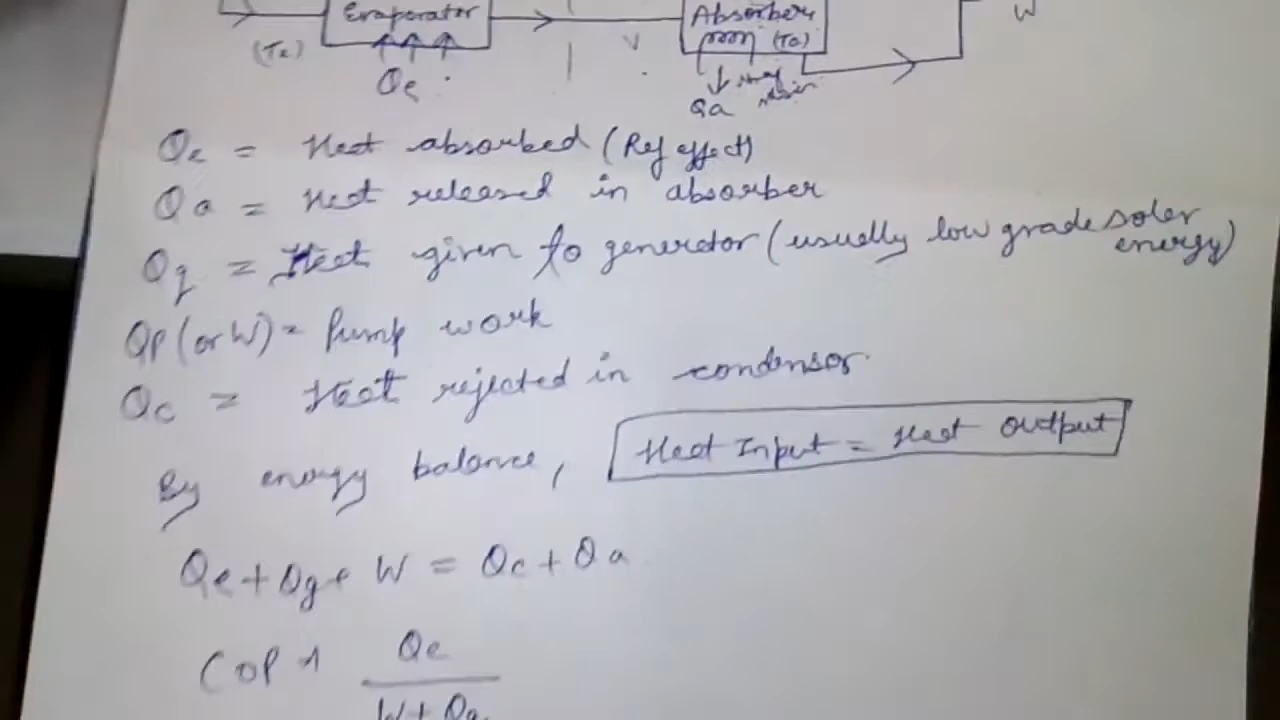 Evaporator
Absorber
(Ta)
W
(Te)
V
Qe
Qa
Qe = Heat absorbed (Ref effect)
Qa = Heat released in absorber
Qg = Heat given to generator (usually low grade solar energy)
QP (or W) = Pump work
Qc = Heat rejected in condensor
By energy balance, Heat Input = Heat Output
Qe + Qg + W = Qc + Qa
COP
Qe
W +